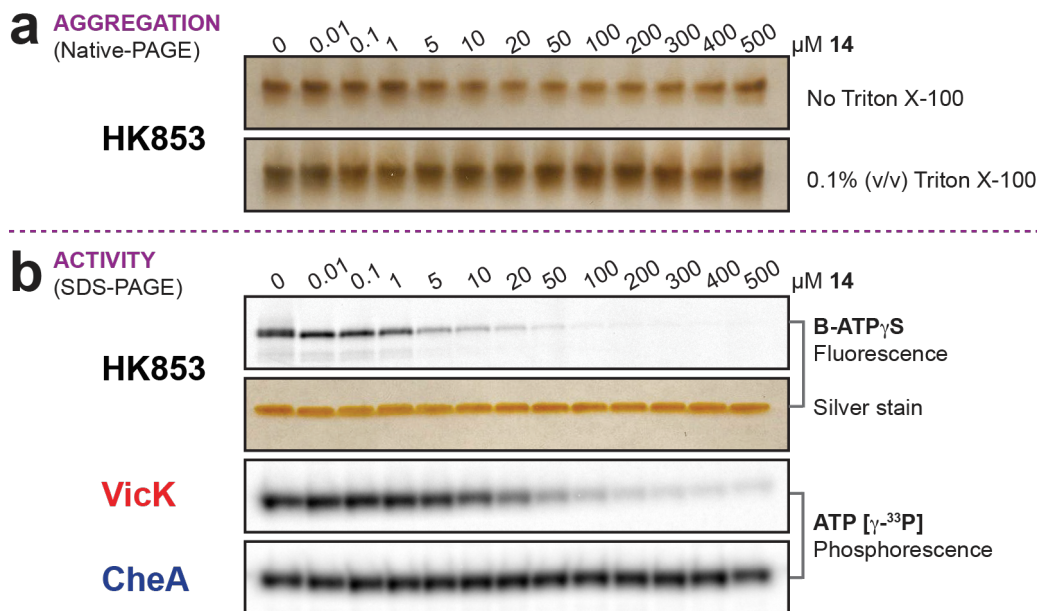 a AGGREGATION
(Native-PAGE)
0 0.01 0.1 1 5 10 20 50 100 200 300 400 500 μM 14
HK853
No Triton X-100
0.1% (v/v) Triton X-100
b ACTIVITY
(SDS-PAGE)
0 0.01 0.1 1 5 10 20 50 100 200 300 400 500 μM 14
HK853
B-ATPγS
Fluorescence
Silver stain
VicK
ATP [γ-³³P]
Phosphorescence
CheA